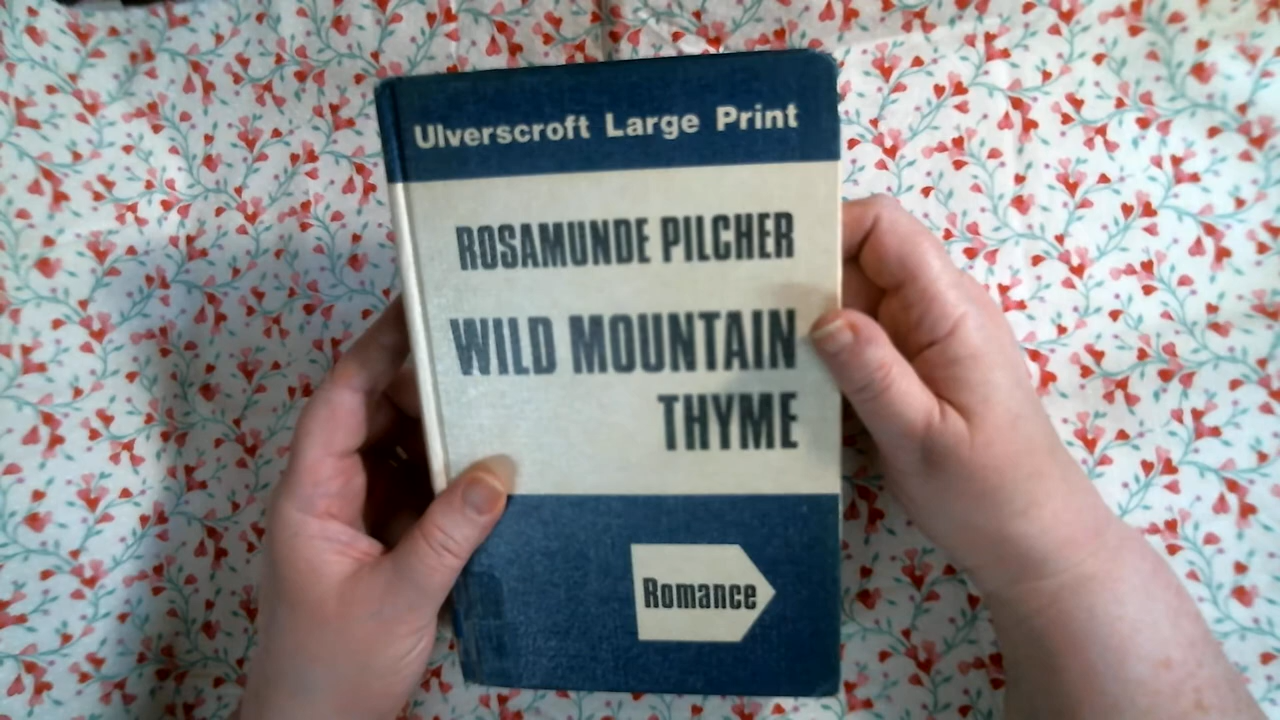 Ulverscroft Large Print
ROSAMUNDE PILCHER
WILD MOUNTAIN
THYME
Romance